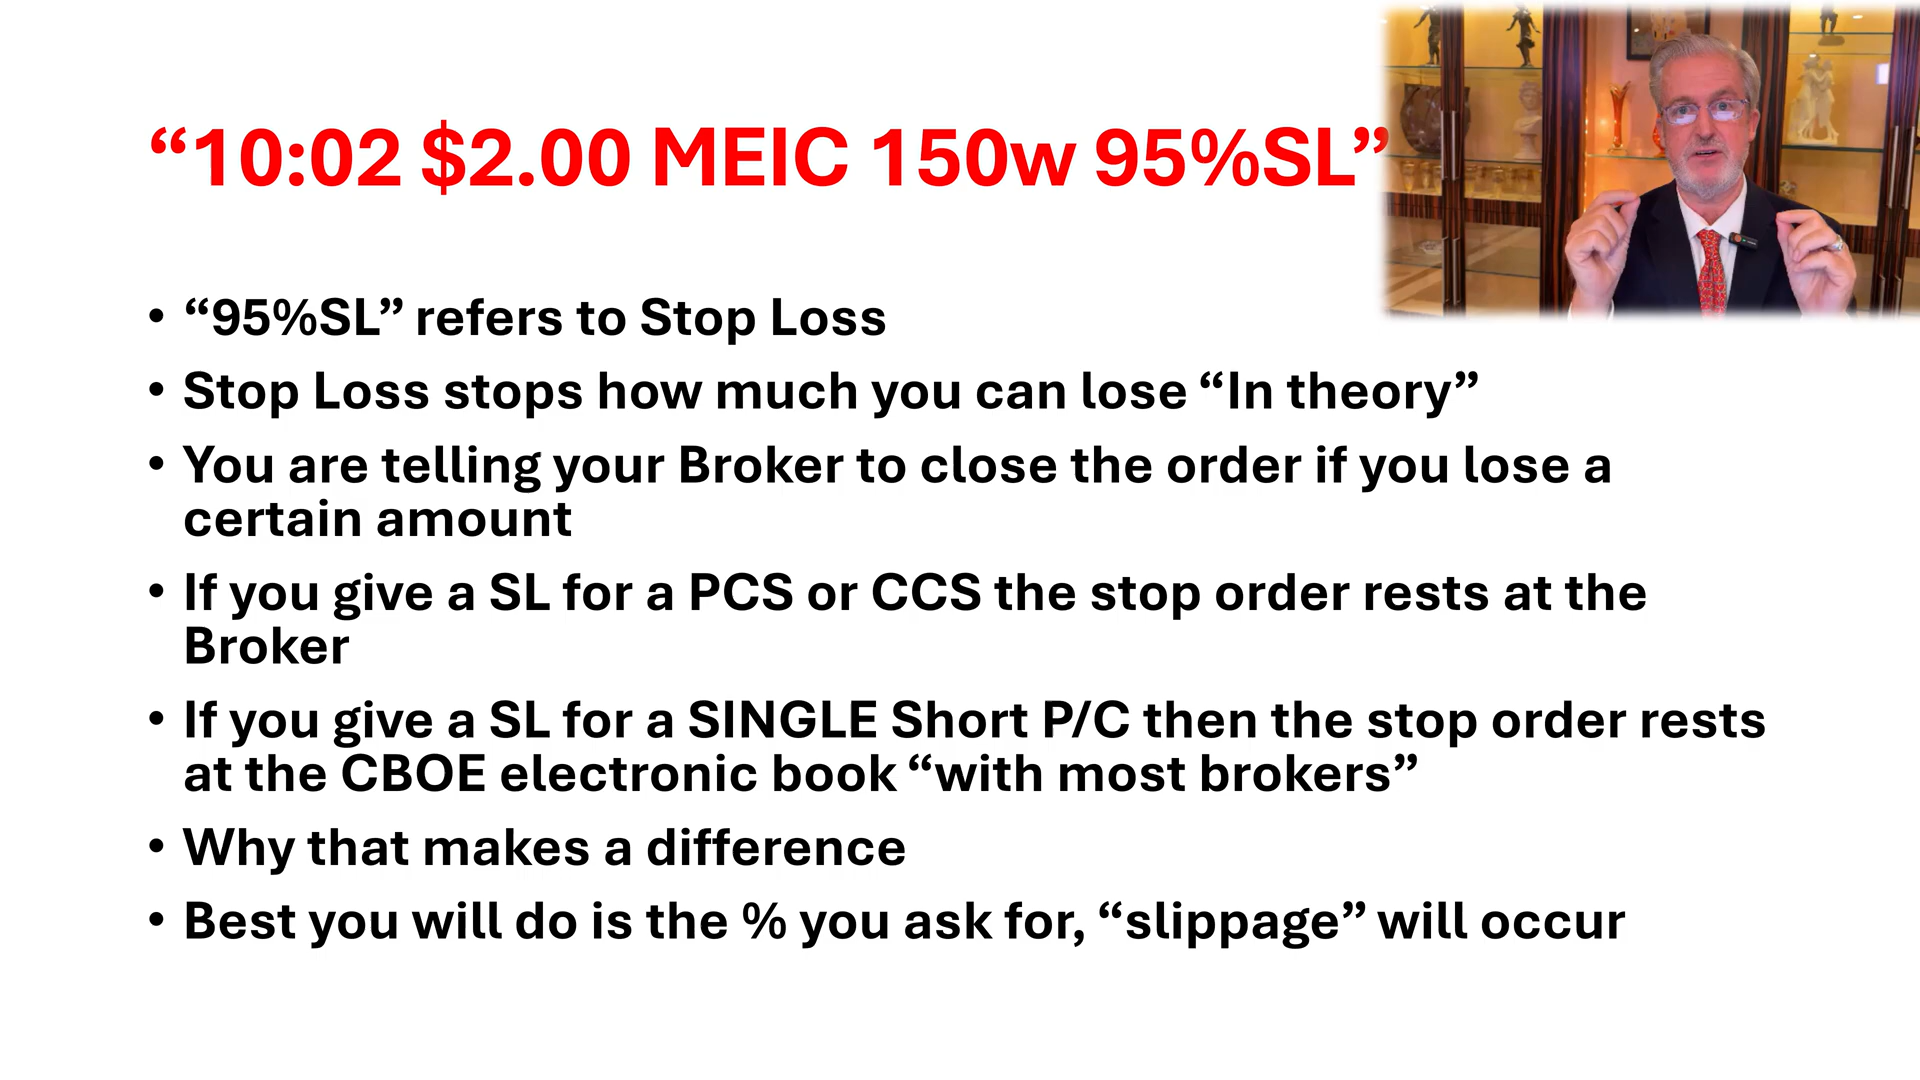 “10:02 $2.00 MEIC 150w 95%SL”
• “95%SL” refers to Stop Loss
• Stop Loss stops how much you can lose “In theory”
• You are telling your Broker to close the order if you lose a
certain amount
• If you give a SL for a PCS or CCS the stop order rests at the
Broker
• If you give a SL for a SINGLE Short P/C then the stop order rests
at the CBOE electronic book “with most brokers”
• Why that makes a difference
• Best you will do is the % you ask for, “slippage” will occur